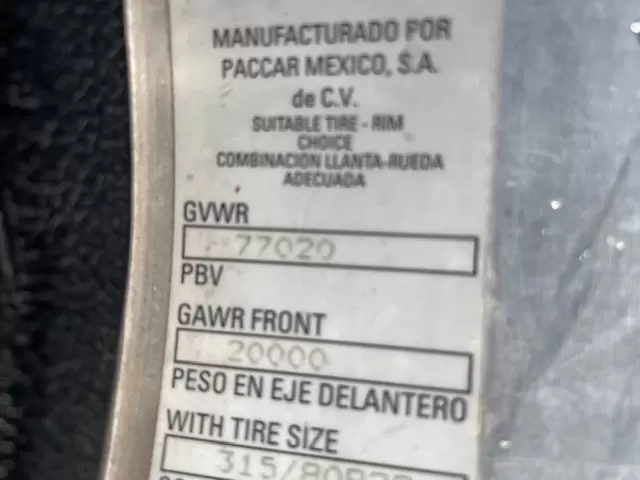 MANUFACTURADO POR
PACCAR MEXICO, S.A.
de C.V.
SUITABLE TIRE - RIM
CHOICE
COMBINACION LLANTA-RUEDA
ADECUADA
GVWR
77020
PBV
GAWR FRONT
20000
PESO EN EJE DELANTERO
WITH TIRE SIZE